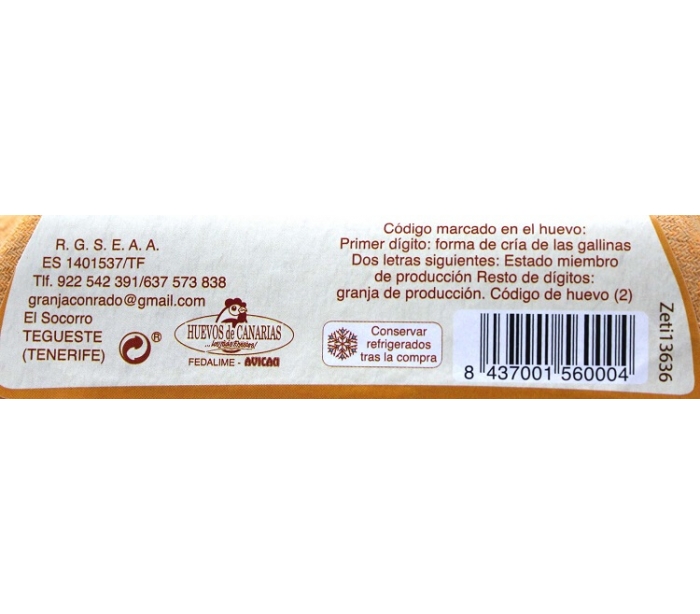 R. G. S. E. A. A.
ES 1401537/TF
Tlf. 922 542 391/637 573 838
granjaconrado@gmail.com
El Socorro
TEGUESTE
(TENERIFE)
®
HUEVOS de CANARIAS
FEDALIME - AVICAN
Código marcado en el huevo:
Primer dígito: forma de cría de las gallinas
Dos letras siguientes: Estado miembro
de producción Resto de dígitos:
granja de producción. Código de huevo (2)
Conservar
refrigerados
tras la compra
8 437001 560004
Zeti13636